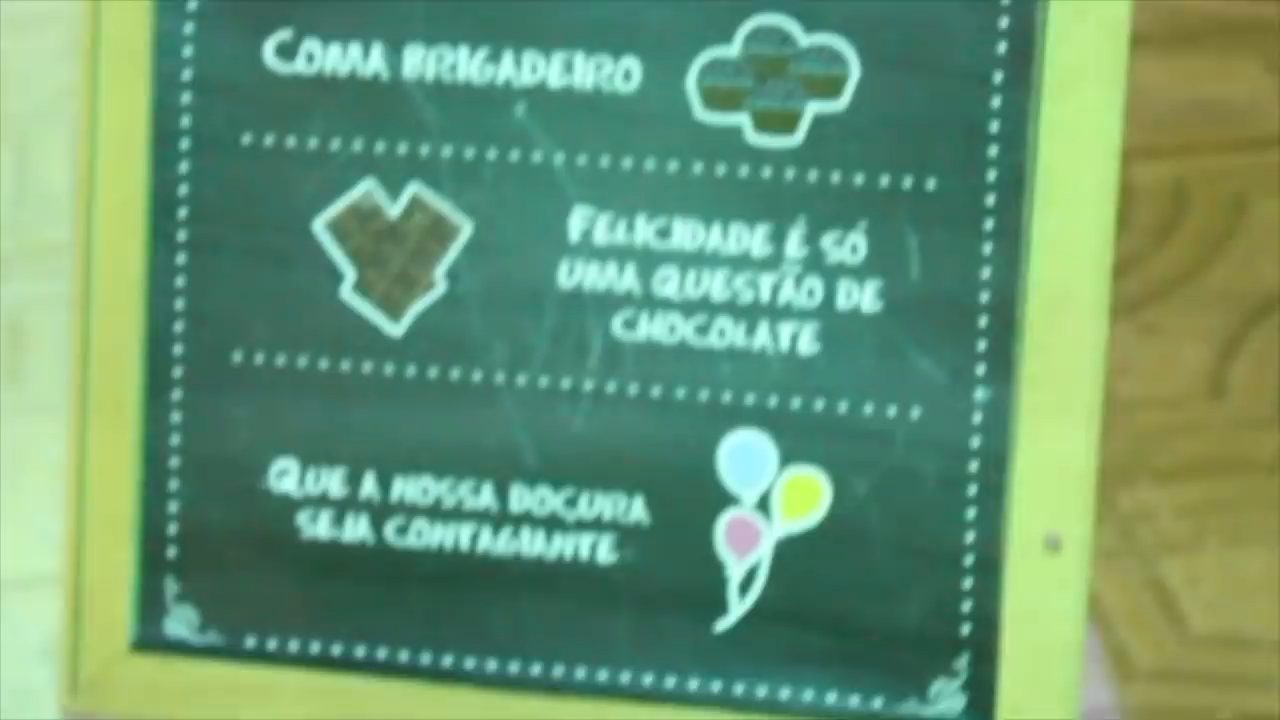 COMA BRIGADEIRO
FELICIDADE É SÓ
UMA QUESTÃO DE
CHOCOLATE
QUE A NOSSA DOÇURA
SEJA CONTAGIANTE